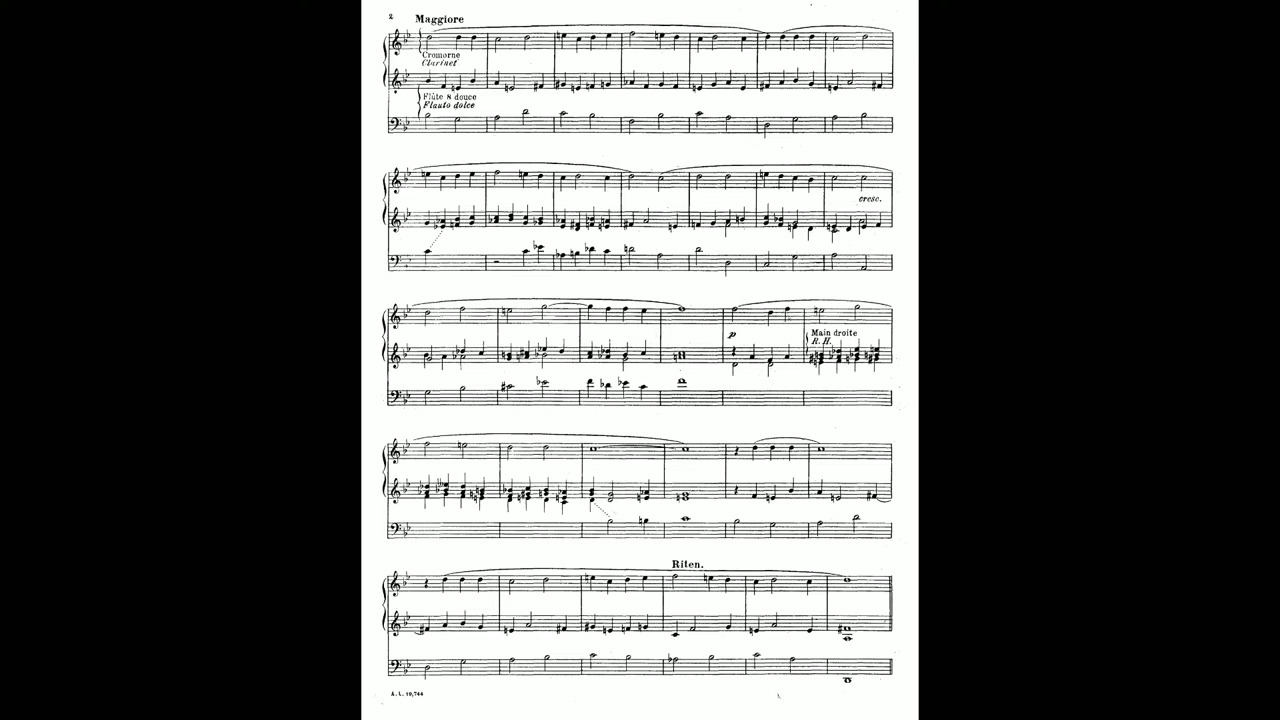 2
Maggiore
Cromorne
Clarinet
Flûte 8 douce
Flauto dolce
cresc.
p
Main droite
R. H.
Riten.
A. L. 19,744